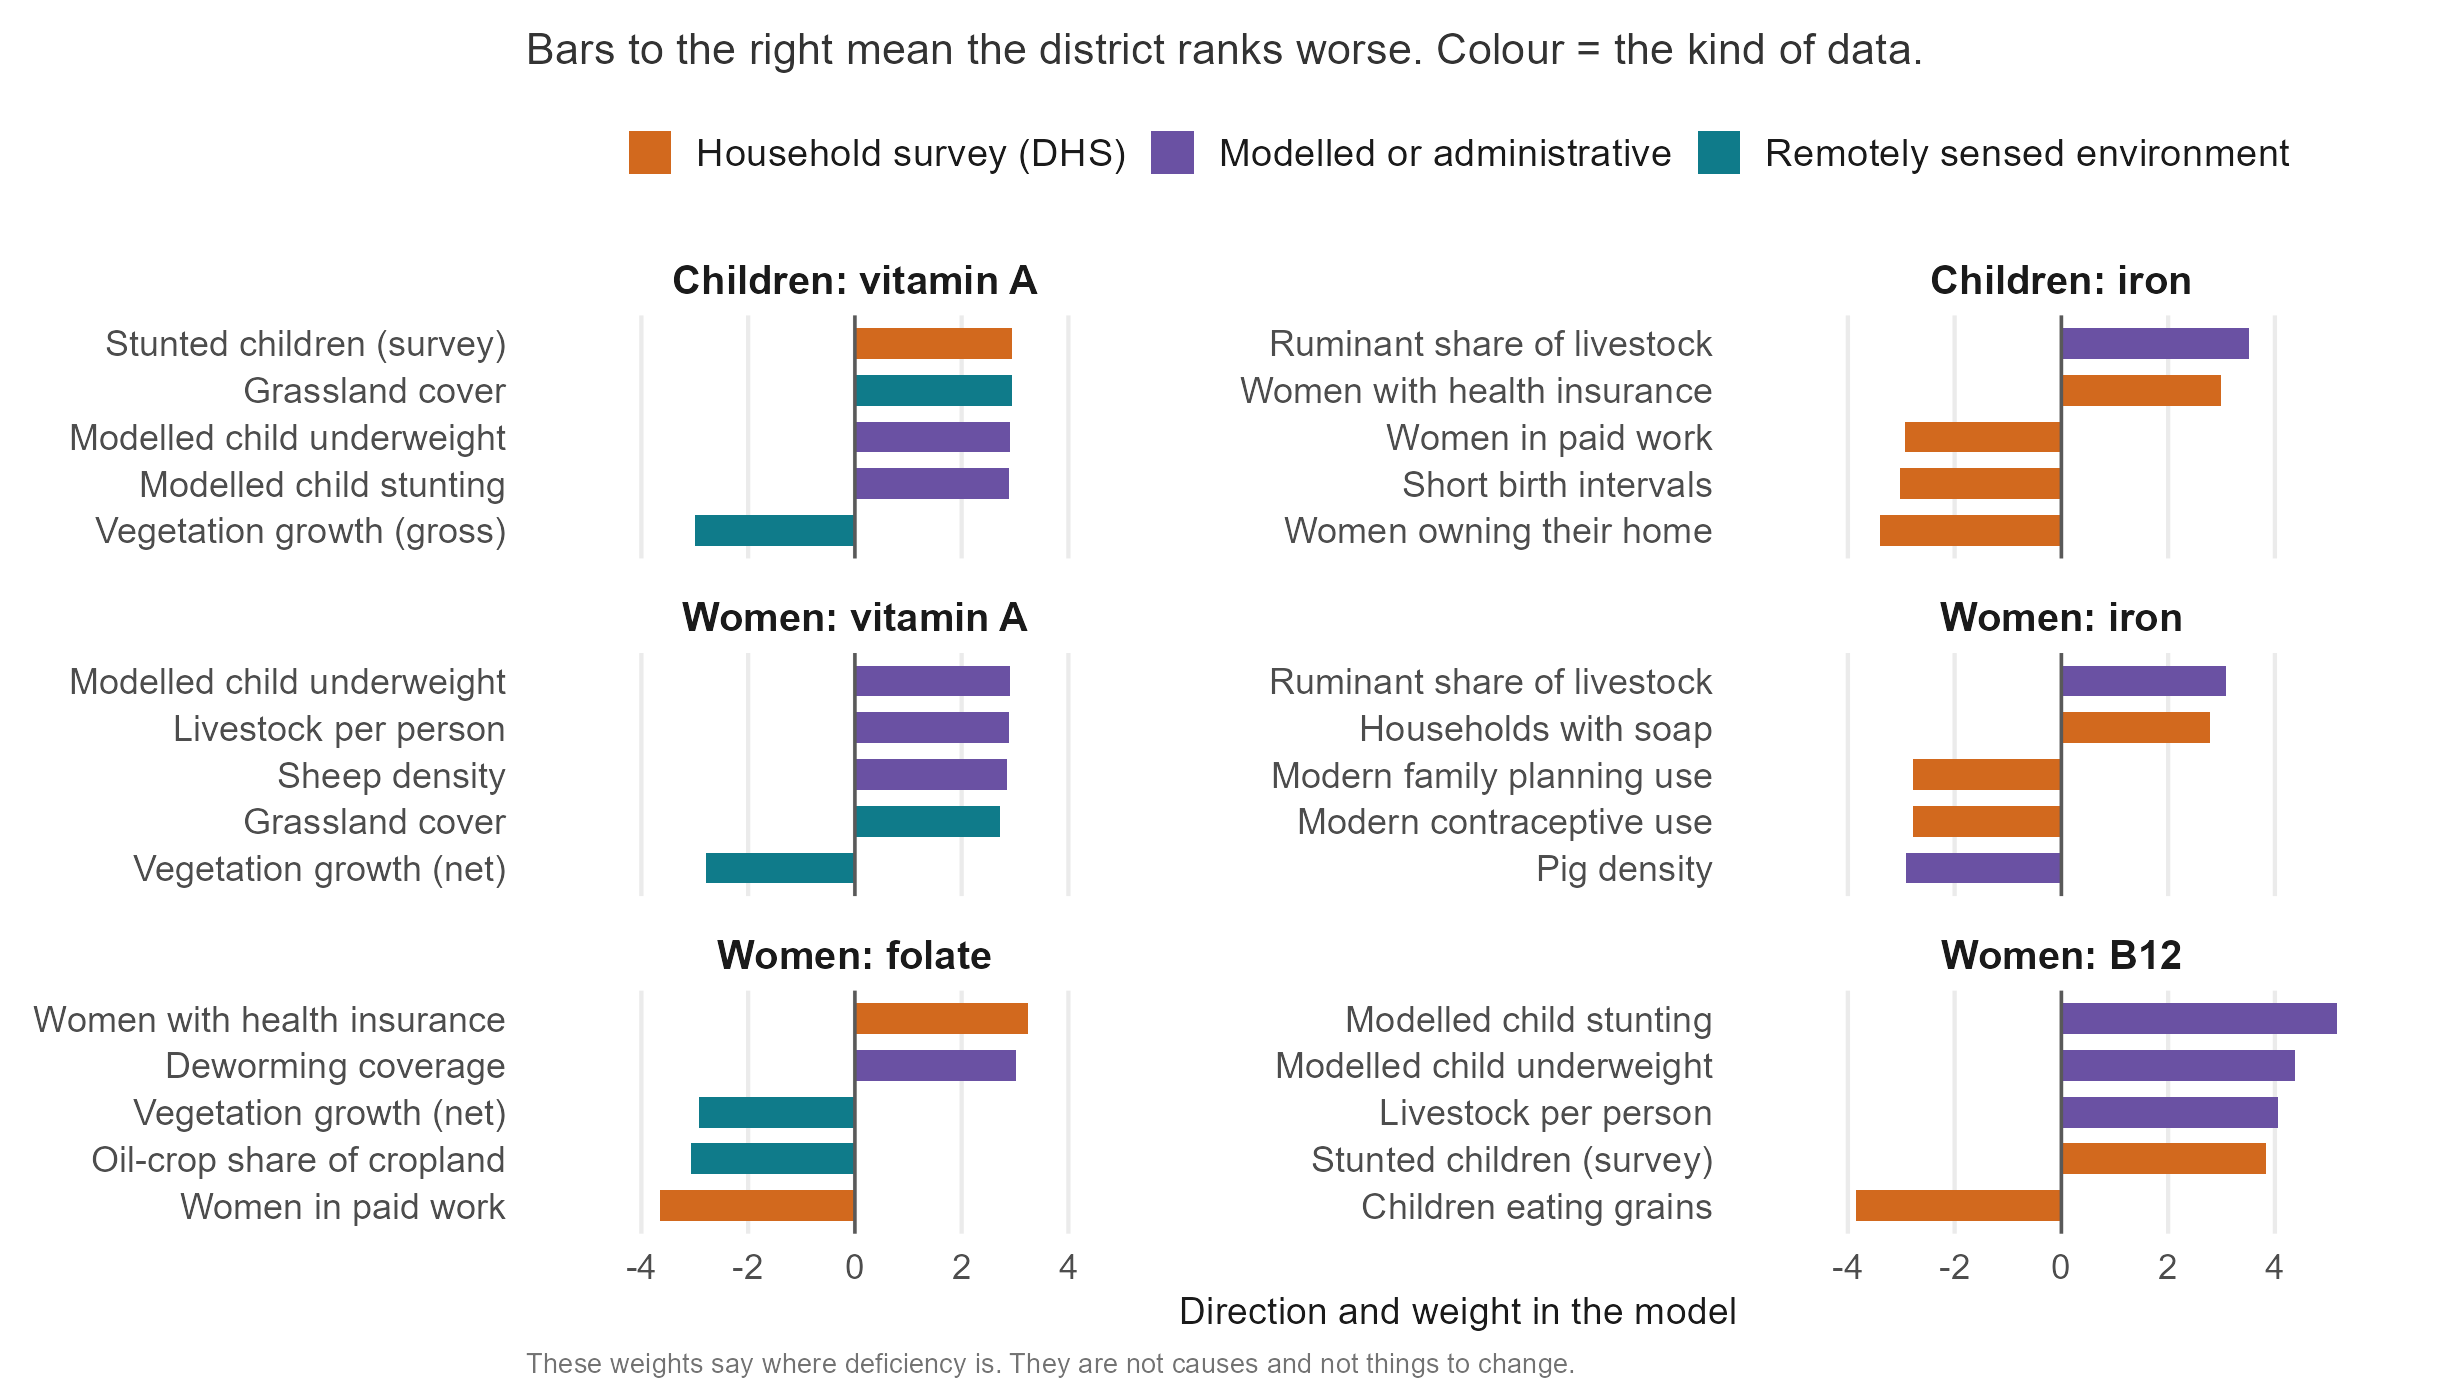 Bars to the right mean the district ranks worse. Colour = the kind of data.
Household survey (DHS)
Modelled or administrative
Remotely sensed environment
Children: vitamin A
Stunted children (survey)
Grassland cover
Modelled child underweight
Modelled child stunting
Vegetation growth (gross)
Children: iron
Ruminant share of livestock
Women with health insurance
Women in paid work
Short birth intervals
Women owning their home
Women: vitamin A
Modelled child underweight
Livestock per person
Sheep density
Grassland cover
Vegetation growth (net)
Women: iron
Ruminant share of livestock
Households with soap
Modern family planning use
Modern contraceptive use
Pig density
Women: folate
Women with health insurance
Deworming coverage
Vegetation growth (net)
Oil-crop share of cropland
Women in paid work
-4 -2 0 2 4
Women: B12
Modelled child stunting
Modelled child underweight
Livestock per person
Stunted children (survey)
Children eating grains
-4 -2 0 2 4
Direction and weight in the model
These weights say where deficiency is. They are not causes and not things to change.